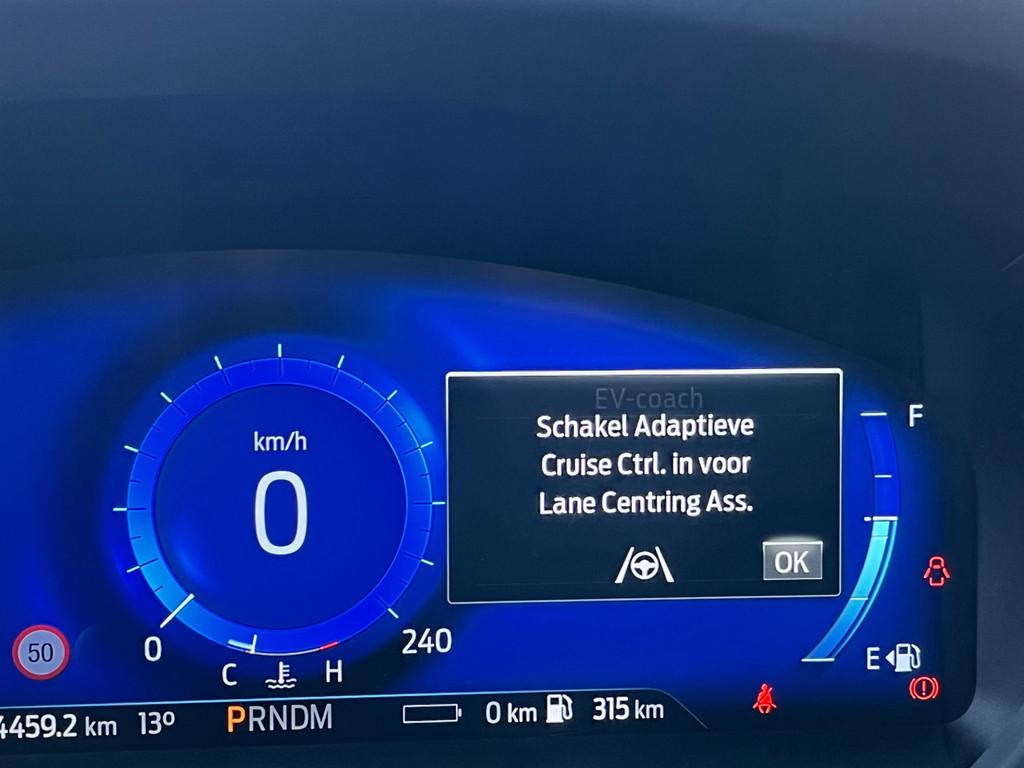 EV-coach
Schakel Adaptieve
Cruise Ctrl. in voor
Lane Centring Ass.
OK
km/h
0
0
240
50
C
H
F
E
4459.2 km 13º PRNDM 0 km 315 km